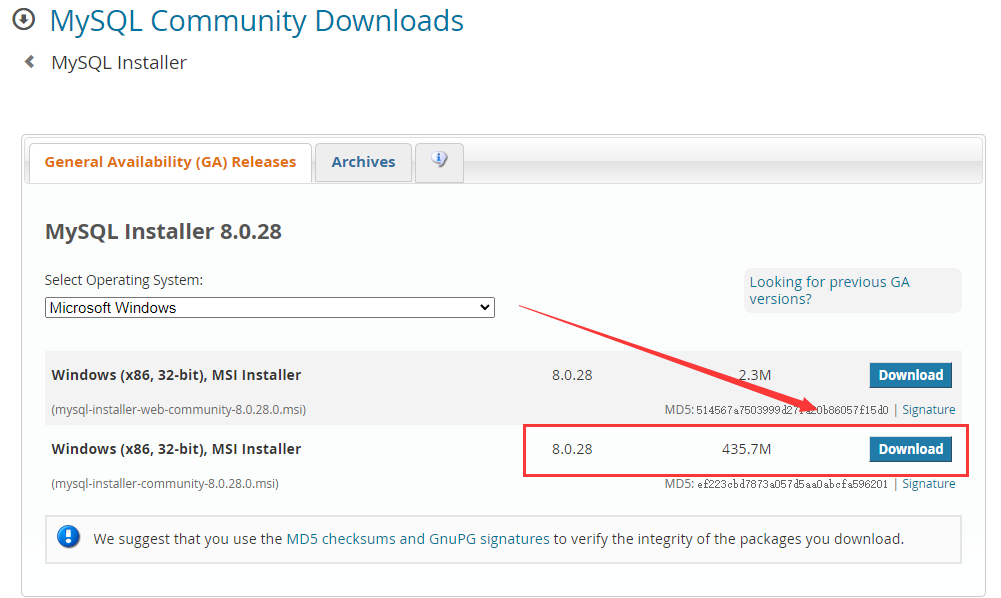 MySQL Community Downloads
MySQL Installer
General Availability (GA) Releases Archives
MySQL Installer 8.0.28
Select Operating System:
Looking for previous GA versions?
Microsoft Windows
Windows (x86, 32-bit), MSI Installer 8.0.28 2.3M Download
(mysql-installer-web-community-8.0.28.0.msi) MD5: | Signature
Windows (x86, 32-bit), MSI Installer 8.0.28 435.7M Download
(mysql-installer-community-8.0.28.0.msi) MD5: ef223cbd7873a057d5aa0abcfa596201 | Signature
We suggest that you use the MD5 checksums and GnuPG signatures to verify the integrity of the packages you download.